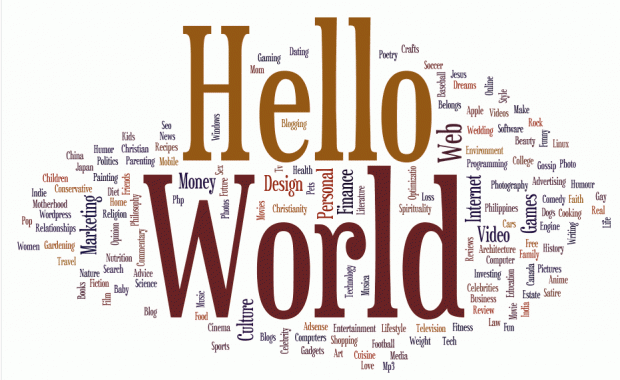 Hello
World
Dating
Gaming
Mom
Poetry
Crafts
Soccer
Baseball
Jesus
Dreams
Online
Style
Belongs
Apple
Videos
Make
Blogging
Windows
Web
Wedding
Software
Rock
Beauty
Funny
Linux
Seo
News
Kids
Recipes
Mobile
Humor
Christian
Politics
Parenting
China
Japan
Environment
Programming
College
Gossip
Photo
Children
Painting
Friends
Indie
Conservative
Diet
Home
Motherhood
Wordpress
Religion
Philosophy
Pop
Relationships
Marketing
Opinion
Commentary
Women
Gardening
Travel
Nutrition
Nature
Search
Advice
Science
Books
Fiction
Film
Baby
Blog
Money
Php
Sex
Future
Photos
Tv
Health
Design
Pets
Movies
Christianity
Personal
Finance
Literature
Loss
Spirituality
Internet
Photography
Advertising
Humour
Philippines
Games
Comedy
Faith
Gay
Dogs
Cooking
Real
Life
Cars
Engine
Writing
Video
Reviews
Architecture
Computer
Free
Family
History
Investing
Education
Canada
Pictures
Anime
Celebrities
Business
Estate
Satire
Review
Movie
India
Law
Fun
Technology
Musica
Music
Food
Culture
Cinema
Sports
Blogs
Celebrity
Adsense
Computers
Gadgets
Entertainment
Shopping
Art
Cuisine
Love
Lifestyle
Football
Media
Mp3
Television
Weight
Fitness
Tech